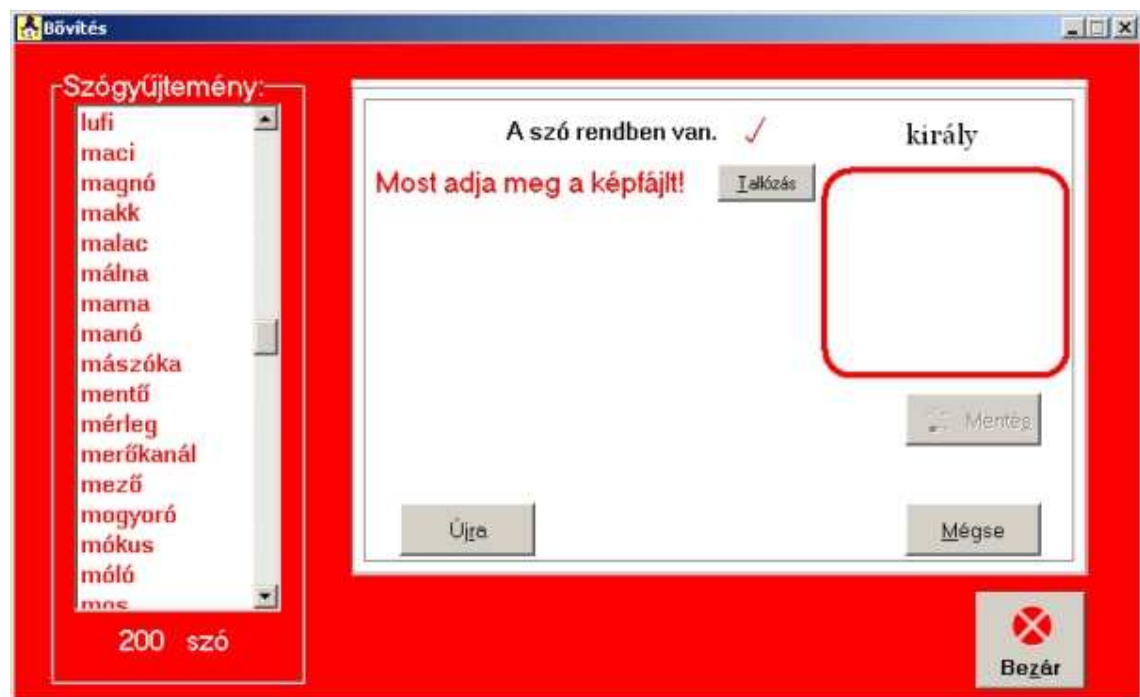 Bővítés
Szógyűjtemény:
lufi
maci
magnó
makk
malac
málna
mama
manó
mászóka
mentő
mérleg
merőkanál
mező
mogyoró
mókus
móló
mos
200 szó
A szó rendben van.
király
Most adja meg a képfájlt!
Tallózás
Mentés
Újra
Mégse
Bezár